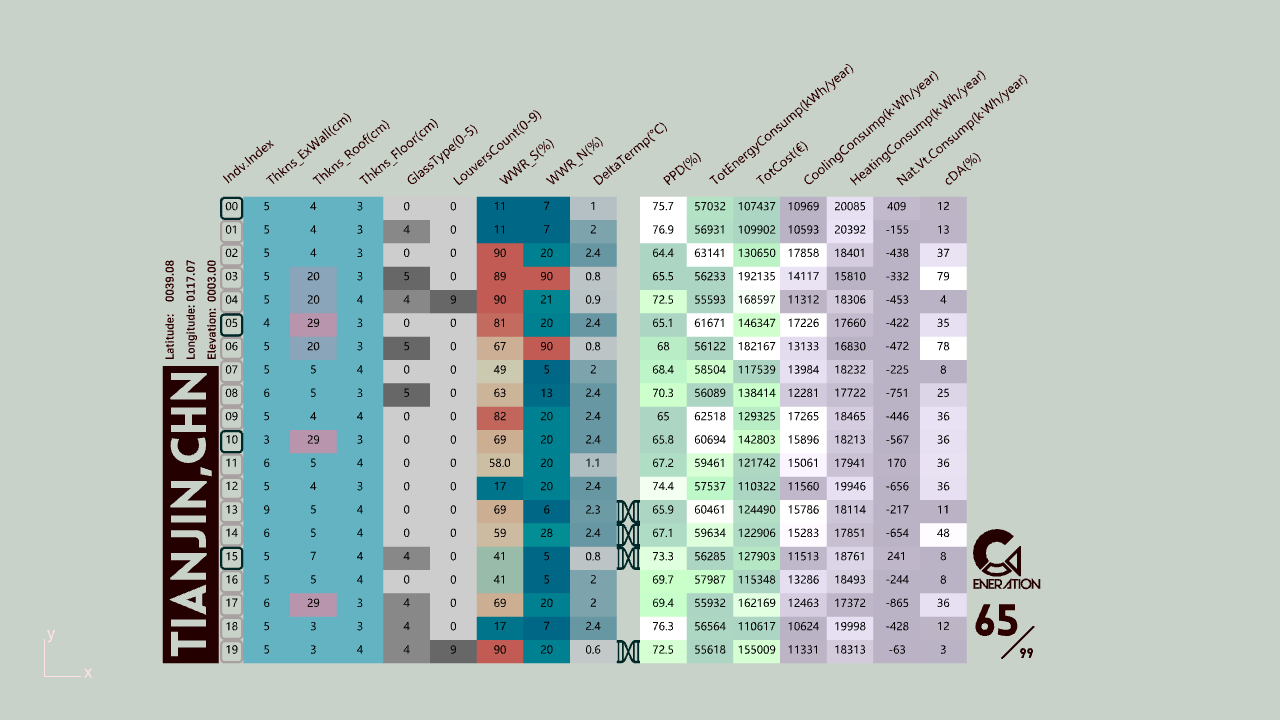 Indv.Index Thkns_ExWall(cm) Thkns_Roof(cm) Thkns_Floor(cm) GlassType(0-5) LouversCount(0-9) WWR_S(%) WWR_N(%) DeltaTermp(°C) PPD(%) TotEnergyConsump(kWh/year) TotCost(€) CoolingConsump(k·Wh/year) HeatingConsump(k·Wh/year) Nat.Vt.Consump(k·Wh/year) cDA(%)
00 5 4 3 0 0 11 7 1 75.7 57032 107437 10969 20085 409 12
01 5 4 3 4 0 11 7 2 76.9 56931 109902 10593 20392 -155 13
02 5 4 3 0 0 90 20 2.4 64.4 63141 130650 17858 18401 -438 37
03 5 20 3 5 0 89 90 0.8 65.5 56233 192135 14117 15810 -332 79
04 5 20 4 4 9 90 21 0.9 72.5 55593 168597 11312 18306 -453 4
05 4 29 3 0 0 81 20 2.4 65.1 61671 146347 17226 17660 -422 35
06 5 20 3 5 0 67 90 0.8 68 56122 182167 13133 16830 -472 78
07 5 5 4 0 0 49 5 2 68.4 58504 117539 13984 18232 -225 8
08 6 5 3 5 0 63 13 2.4 70.3 56089 138414 12281 17722 -751 25
09 5 4 4 0 0 82 20 2.4 65 62518 129325 17265 18465 -446 36
10 3 29 3 0 0 69 20 2.4 65.8 60694 142803 15896 18213 -567 36
11 6 5 4 0 0 58.0 20 1.1 67.2 59461 121742 15061 17941 170 36
12 5 4 3 0 0 17 20 2.4 74.4 57537 110322 11560 19946 -556 36
13 9 5 4 0 0 69 6 2.3 65.9 60461 124490 15786 18114 -217 11
14 6 5 4 0 0 59 28 2.4 67.1 59634 122906 15283 17851 -654 48
15 5 7 4 4 0 41 5 0.8 73.3 56285 127903 11513 18761 241 8
16 5 5 4 0 0 41 5 2 69.7 57987 115348 13286 18493 -244 8
17 6 29 3 4 0 69 20 2 69.4 55932 162169 12463 17372 -865 36
18 5 3 3 4 0 17 7 2.4 76.3 56564 110617 10624 19998 -428 12
19 5 3 4 4 9 90 20 0.6 72.5 55618 155009 11331 18313 -63 3
Latitude: 0039.08
Longitude: 0117.07
Elevation: 0003.00
TIANJIN,CHN
GENERATION
65/99
y
x